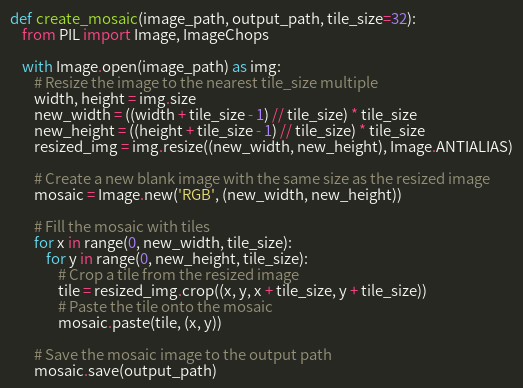 def create_mosaic(image_path, output_path, tile_size=32):
from PIL import Image, ImageChops
with Image.open(image_path) as img:
# Resize the image to the nearest tile_size multiple
width, height = img.size
new_width = ((width + tile_size - 1) // tile_size) * tile_size
new_height = ((height + tile_size - 1) // tile_size) * tile_size
resized_img = img.resize((new_width, new_height), Image.ANTIALIAS)
# Create a new blank image with the same size as the resized image
mosaic = Image.new('RGB', (new_width, new_height))
# Fill the mosaic with tiles
for x in range(0, new_width, tile_size):
for y in range(0, new_height, tile_size):
# Crop a tile from the resized image
tile = resized_img.crop((x, y, x + tile_size, y + tile_size))
# Paste the tile onto the mosaic
mosaic.paste(tile, (x, y))
# Save the mosaic image to the output path
mosaic.save(output_path)